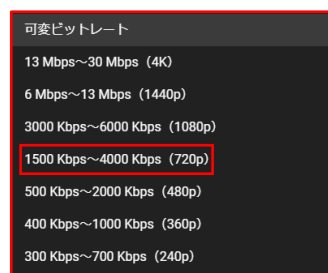 可変ビットレート
13 Mbps～30 Mbps（4K）
6 Mbps～13 Mbps（1440p）
3000 Kbps～6000 Kbps（1080p）
1500 Kbps～4000 Kbps（720p）
500 Kbps～2000 Kbps（480p）
400 Kbps～1000 Kbps（360p）
300 Kbps～700 Kbps（240p）